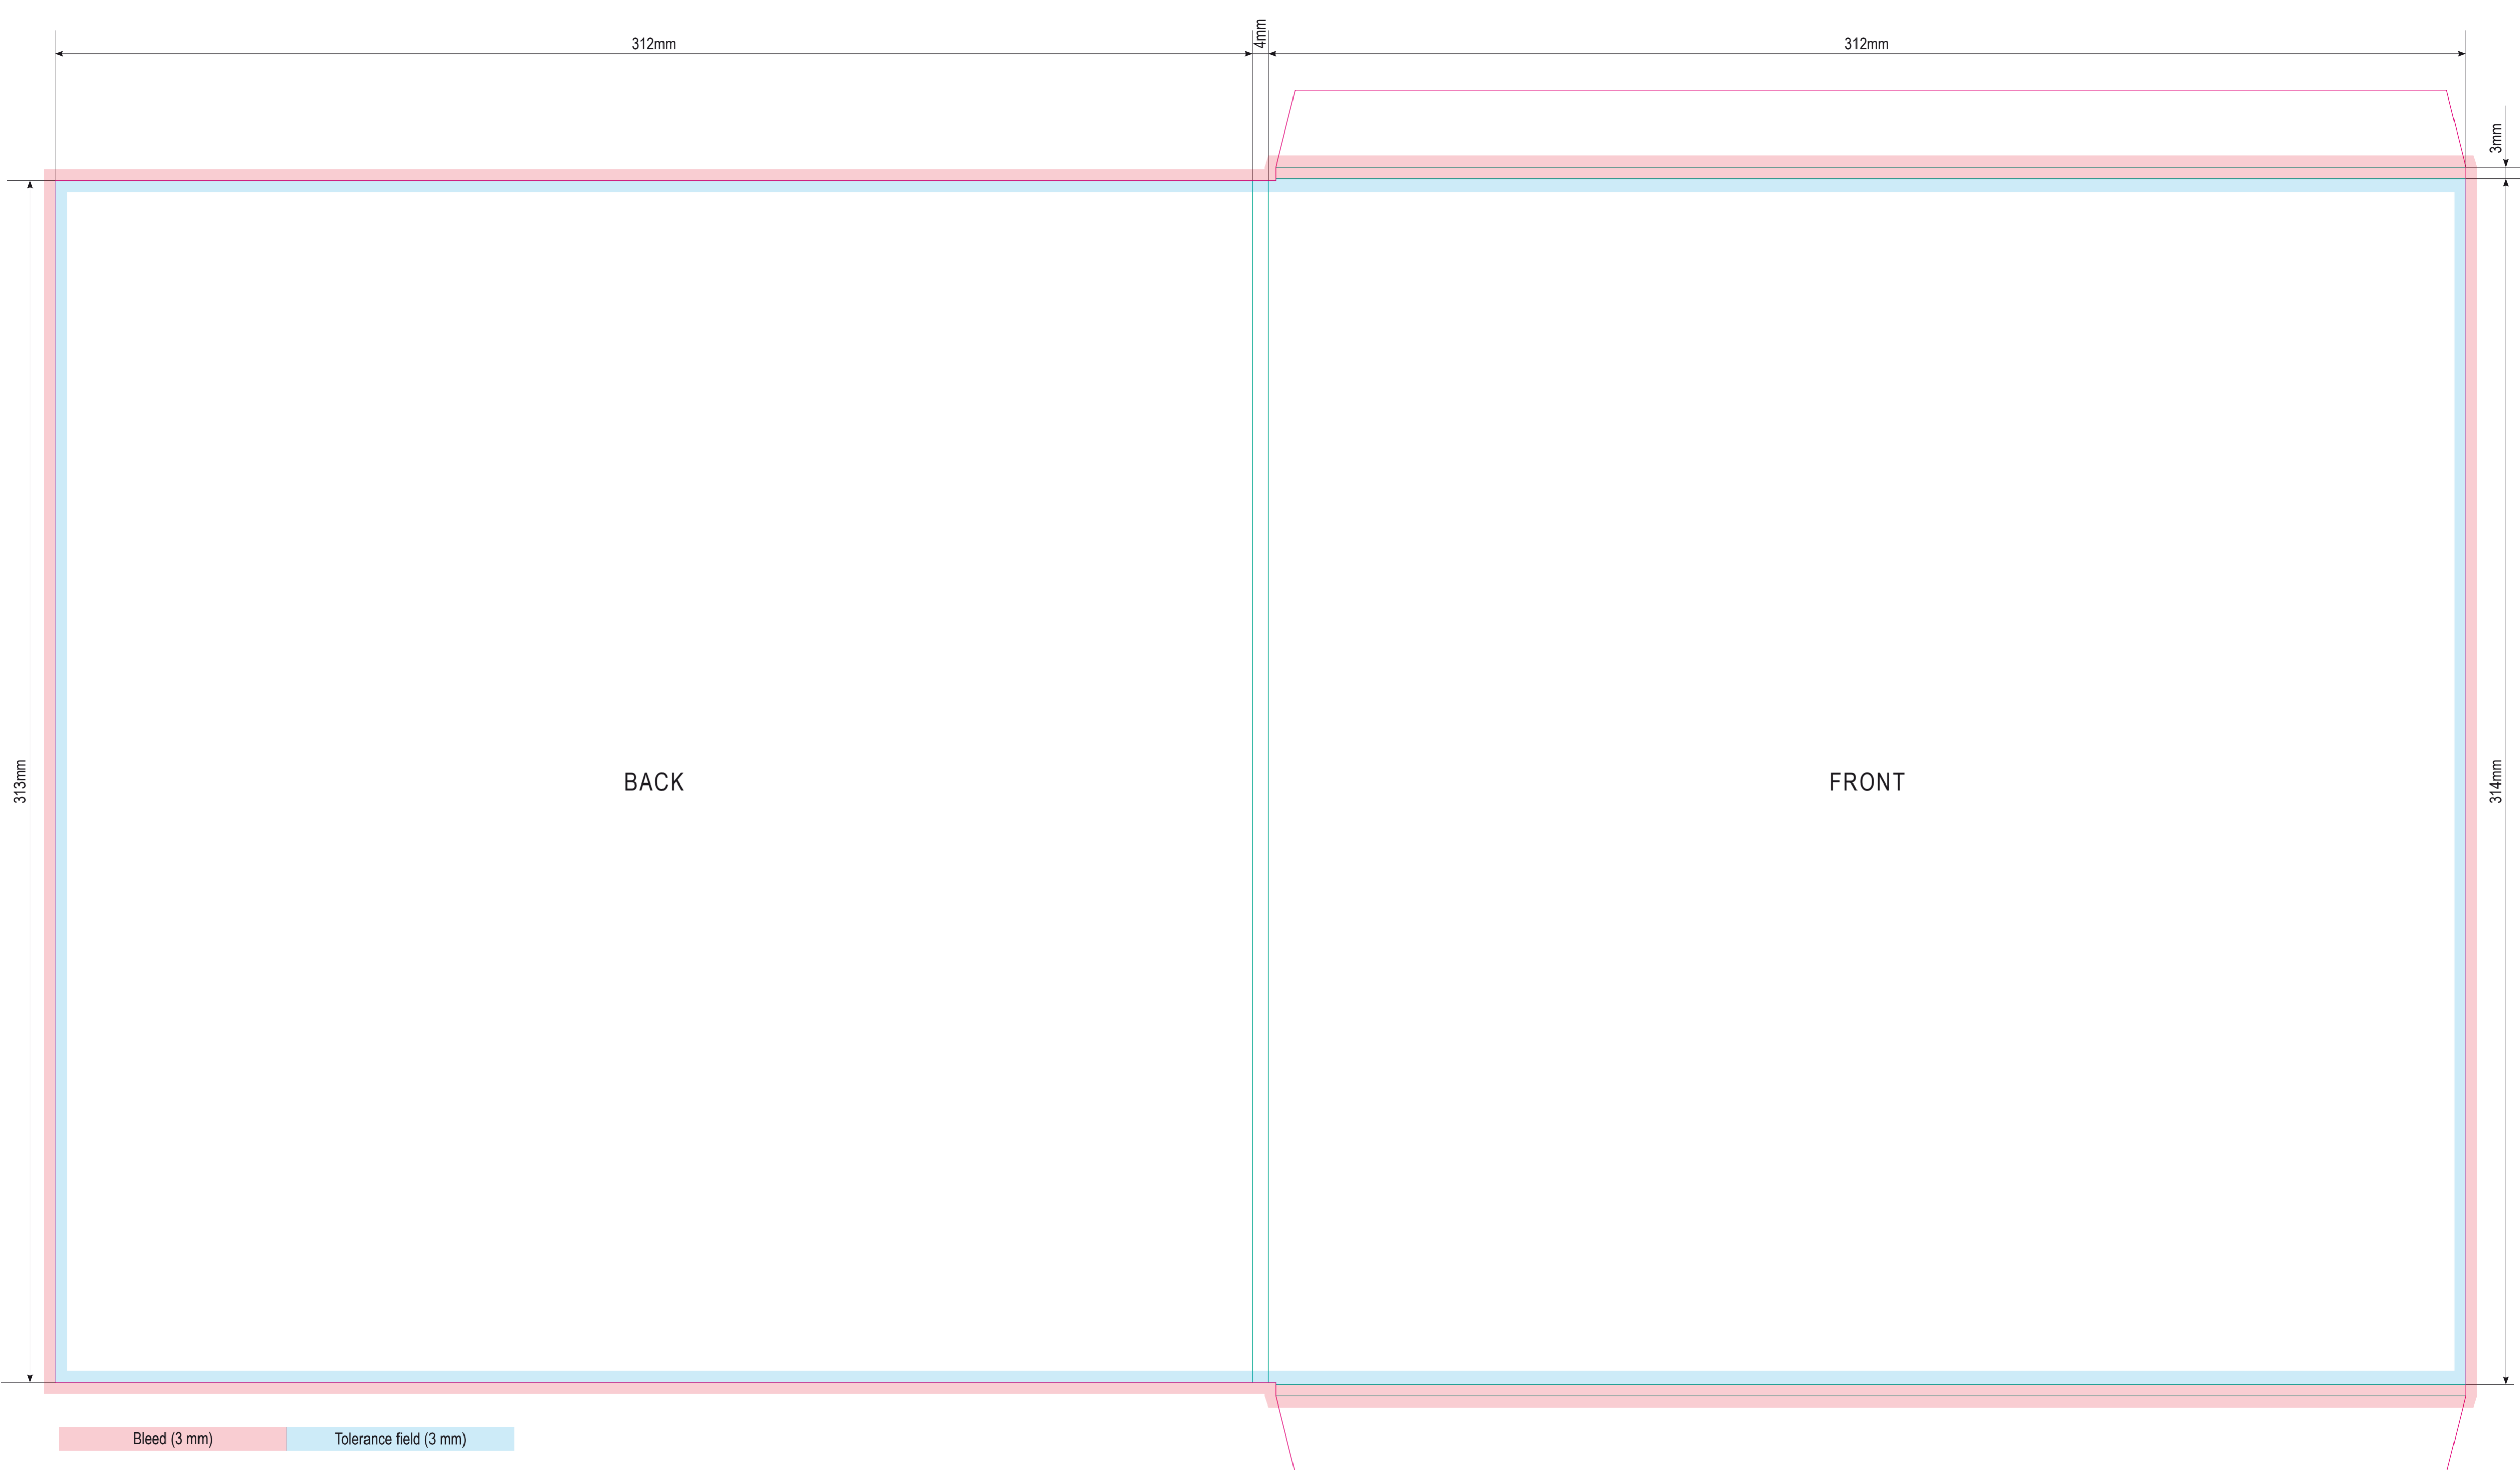 312mm
4mm
312mm
3mm
313mm
BACK
FRONT
314mm
Bleed (3 mm)
Tolerance field (3 mm)